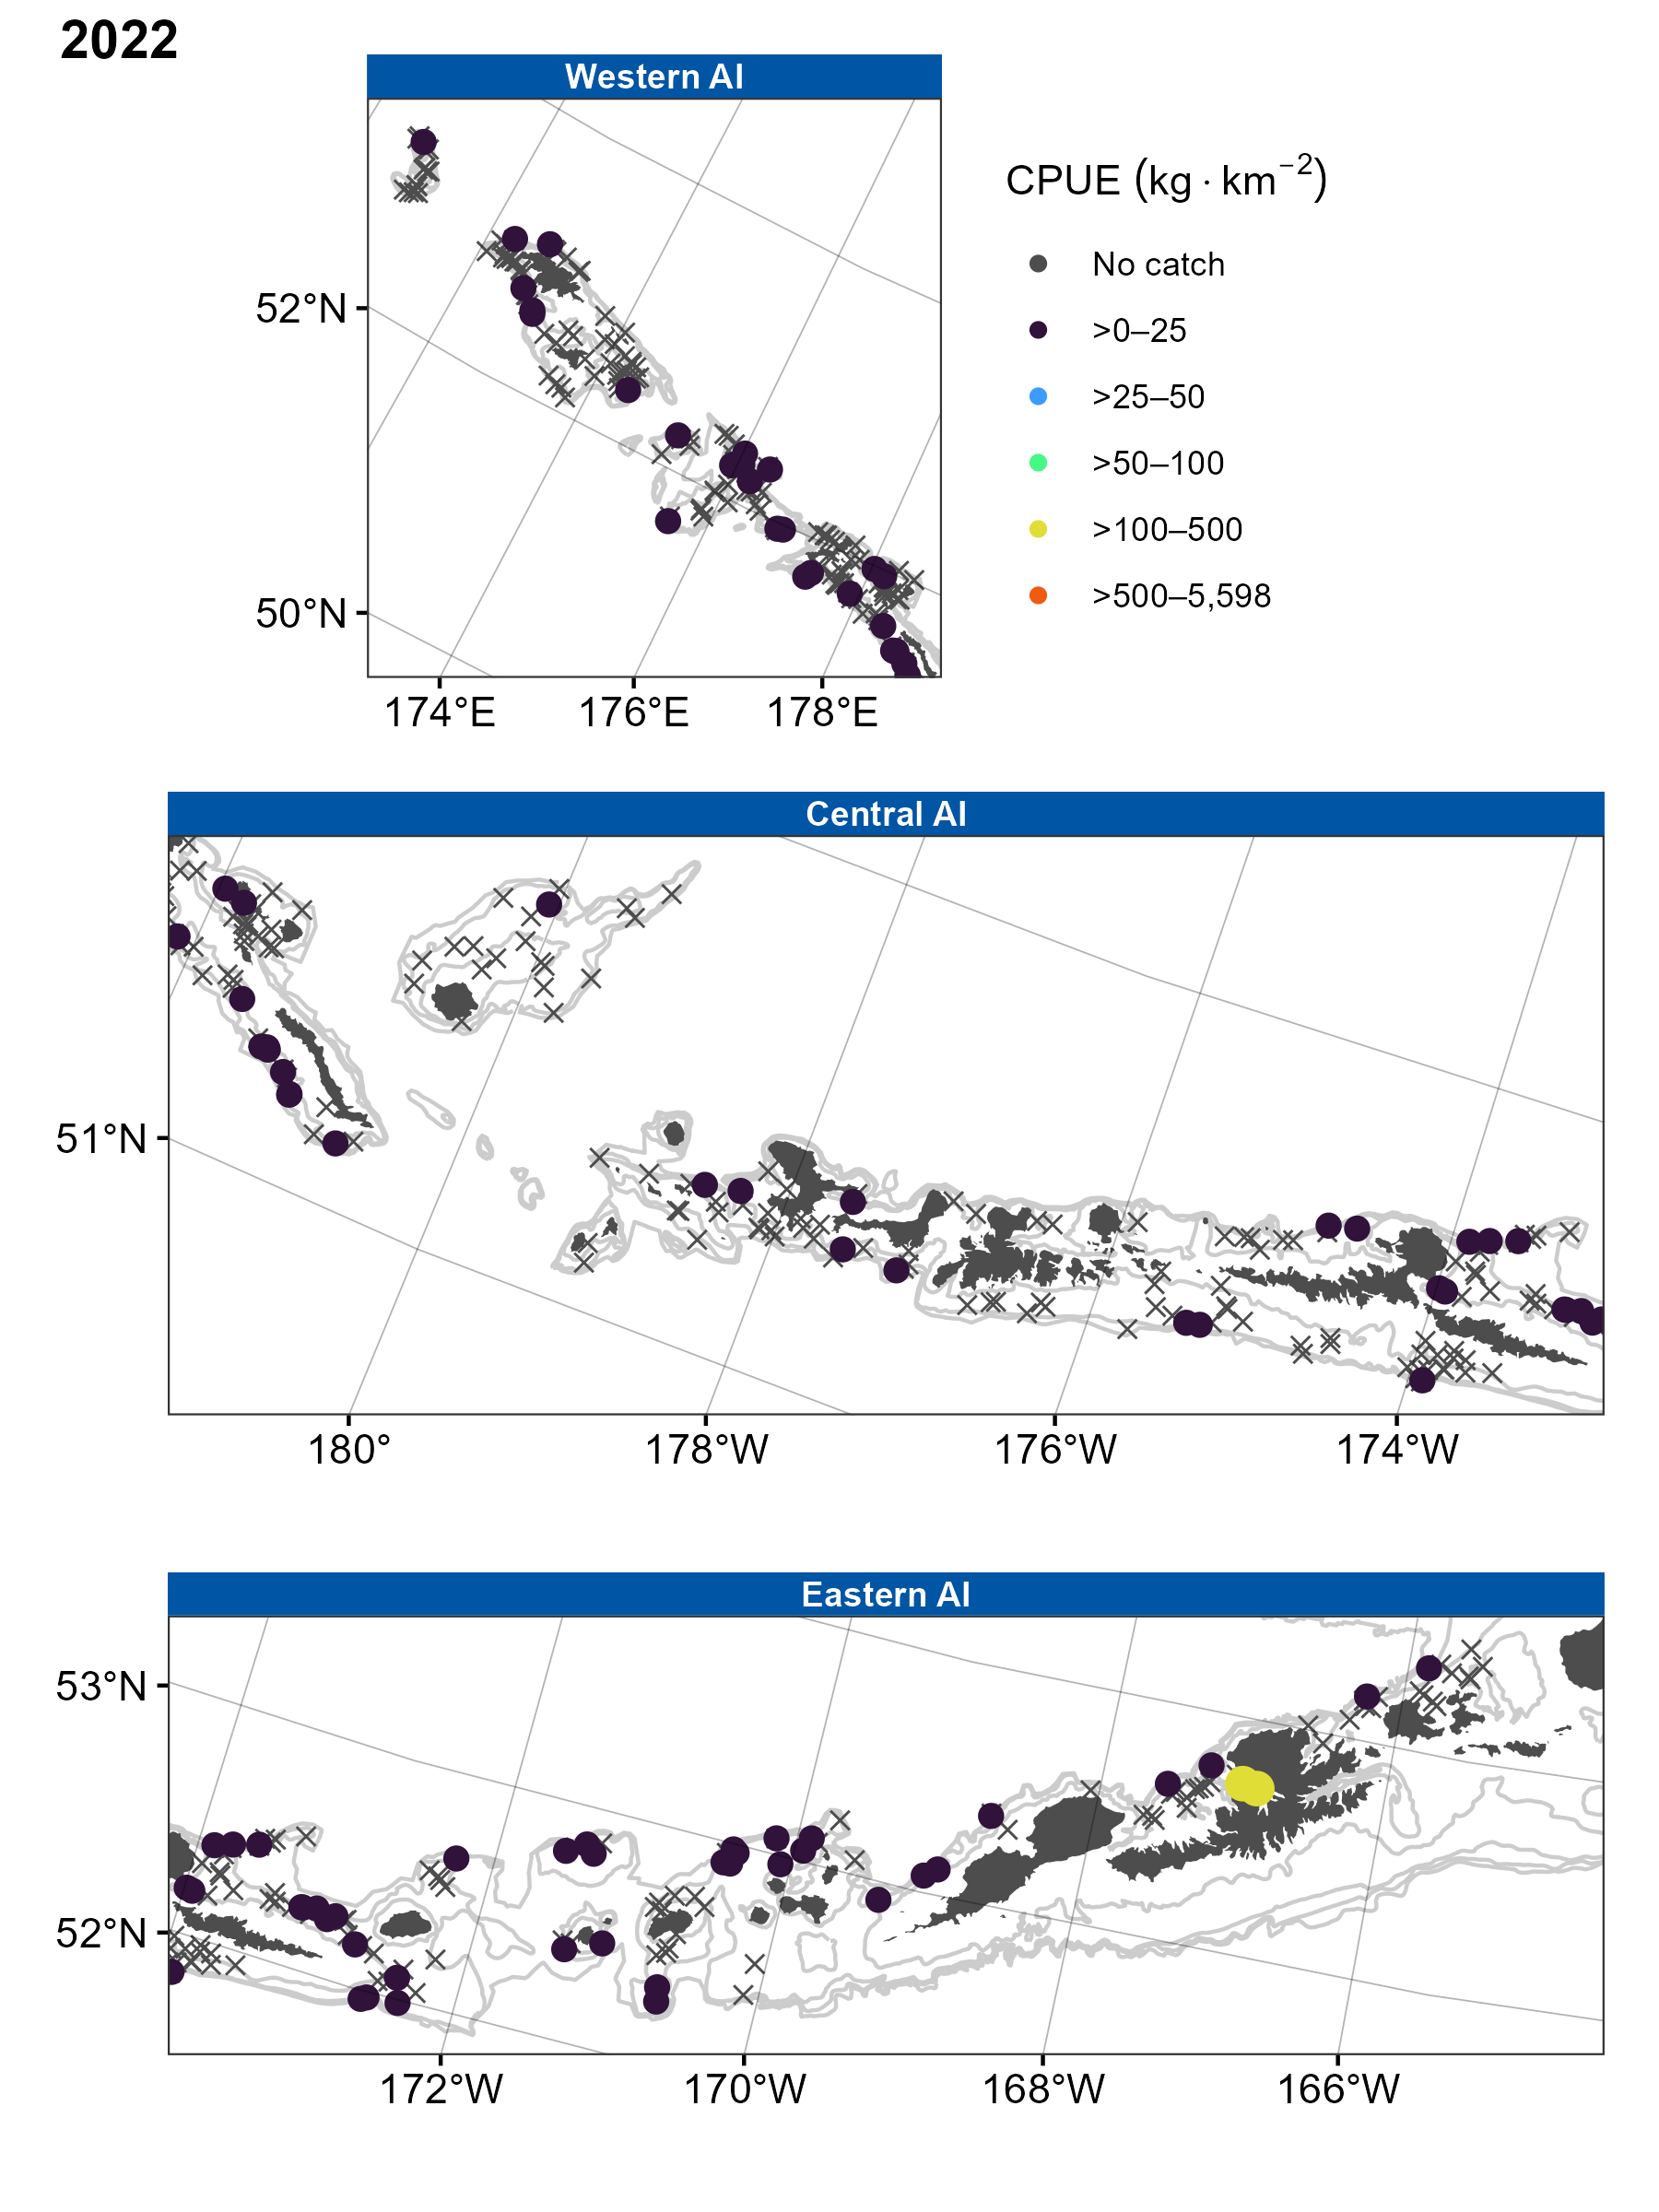 2022
Western AI
CPUE (kg · km⁻²)
No catch
>0–25
>25–50
>50–100
>100–500
>500–5,598
52°N
50°N
174°E 176°E 178°E
Central AI
51°N
180° 178°W 176°W 174°W
Eastern AI
53°N
52°N
172°W 170°W 168°W 166°W